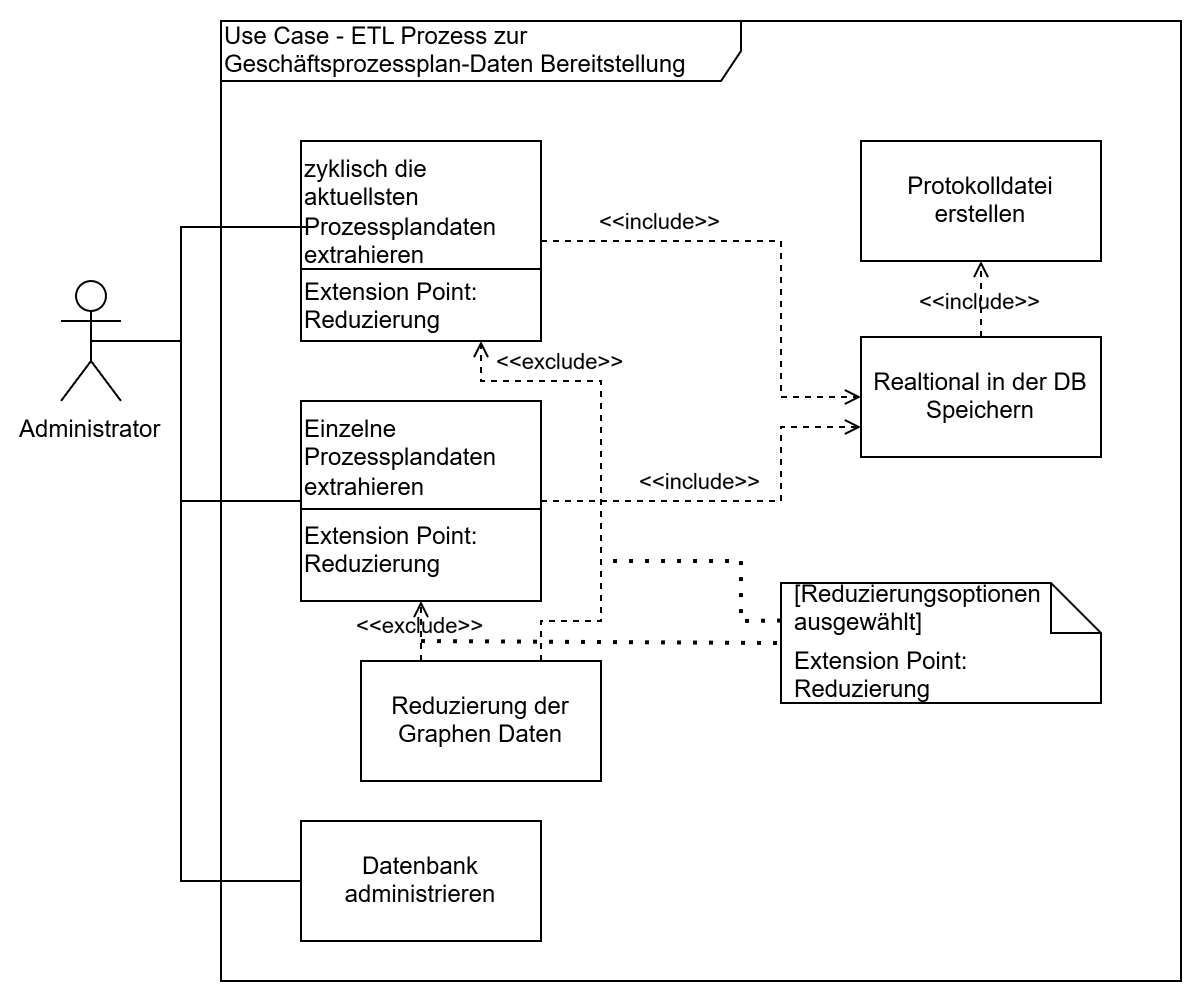 Use Case - ETL Prozess zur
Geschäftsprozessplan-Daten Bereitstellung
zyklisch die
aktuellsten
Prozessplandaten
extrahieren
Extension Point:
Reduzierung
<<include>>
Protokolldatei
erstellen
<<include>>
Administrator
<<exclude>>
Realtional in der DB
Speichern
Einzelne
Prozessplandaten
extrahieren
Extension Point:
Reduzierung
<<include>>
<<exclude>>
[Reduzierungsoptionen
ausgewählt]
Extension Point:
Reduzierung
Reduzierung der
Graphen Daten
Datenbank
administrieren